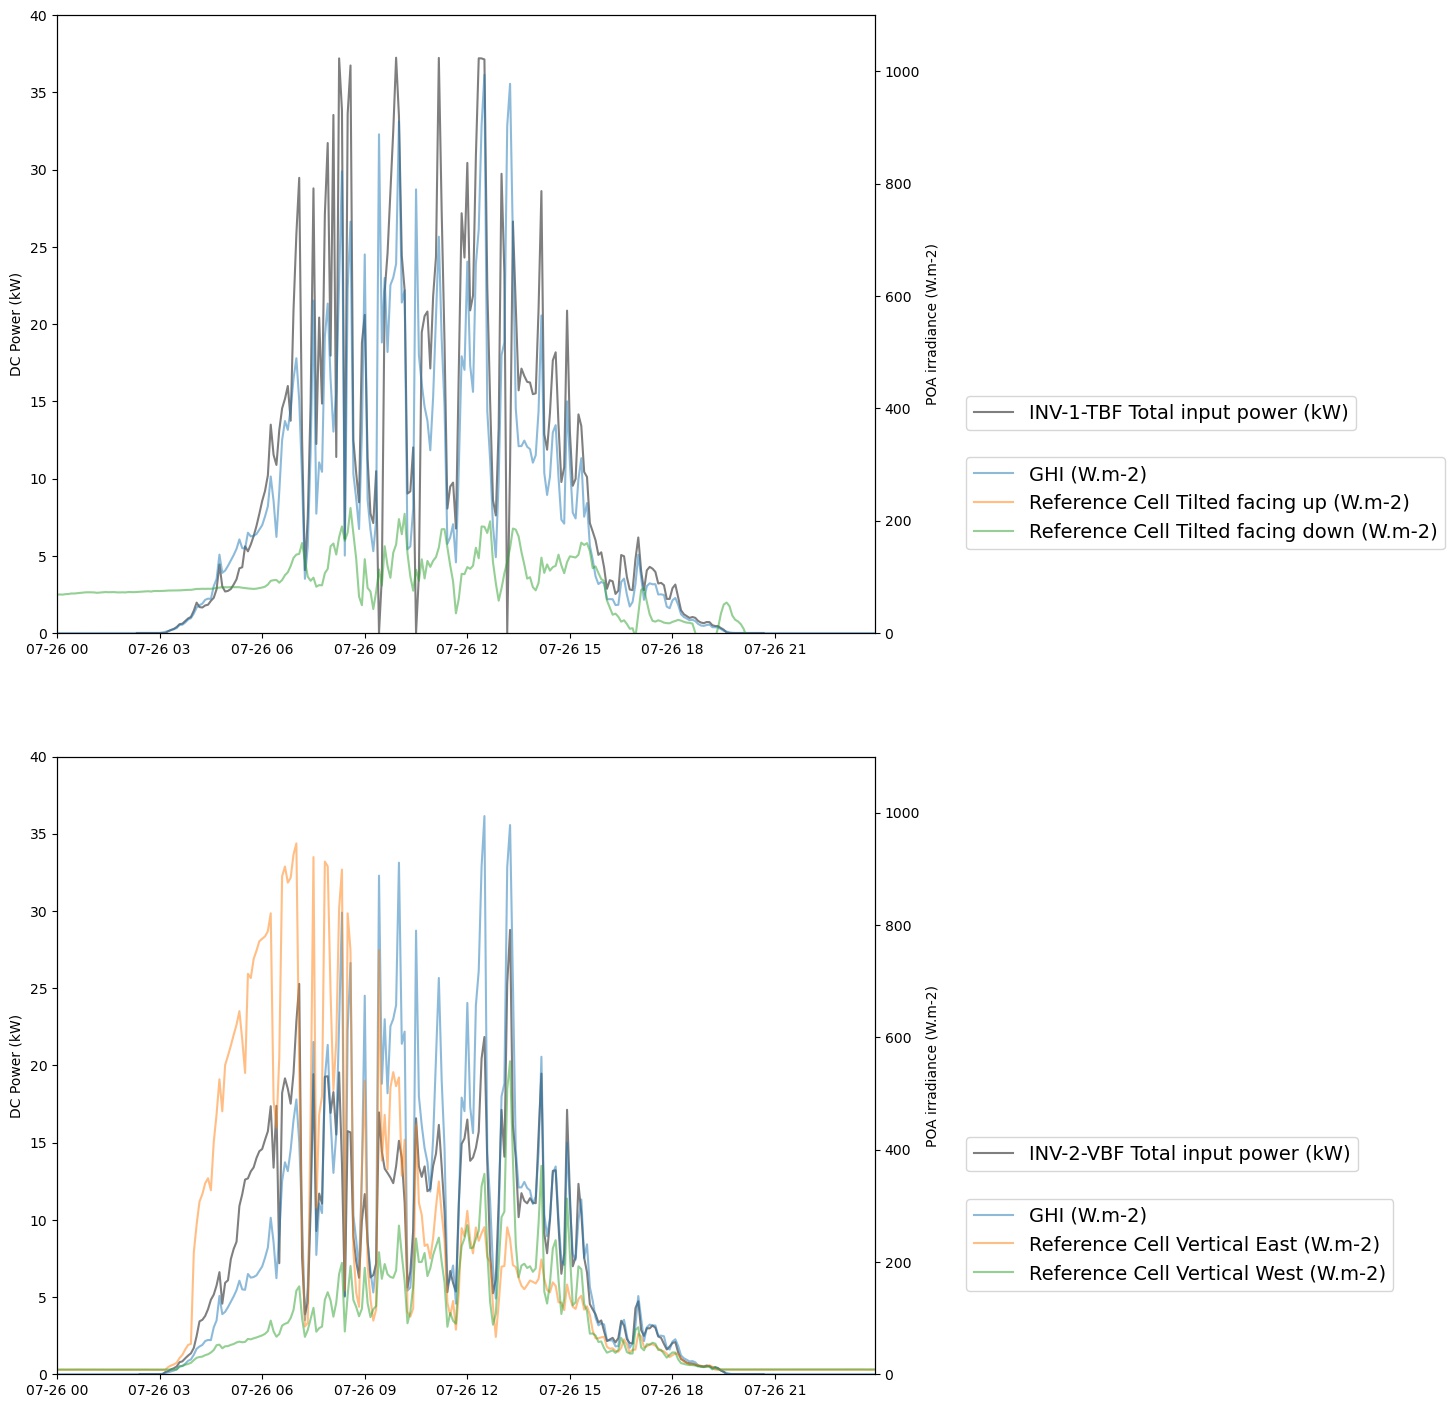 40
35
30
25
20
15
10
5
0
DC Power (kW)
1000
800
600
400
200
0
POA irradiance (W.m-2)
07-26 00 07-26 03 07-26 06 07-26 09 07-26 12 07-26 15 07-26 18 07-26 21
INV-1-TBF Total input power (kW)
GHI (W.m-2)
Reference Cell Tilted facing up (W.m-2)
Reference Cell Tilted facing down (W.m-2)
40
35
30
25
20
15
10
5
0
DC Power (kW)
1000
800
600
400
200
0
POA irradiance (W.m-2)
07-26 00 07-26 03 07-26 06 07-26 09 07-26 12 07-26 15 07-26 18 07-26 21
INV-2-VBF Total input power (kW)
GHI (W.m-2)
Reference Cell Vertical East (W.m-2)
Reference Cell Vertical West (W.m-2)